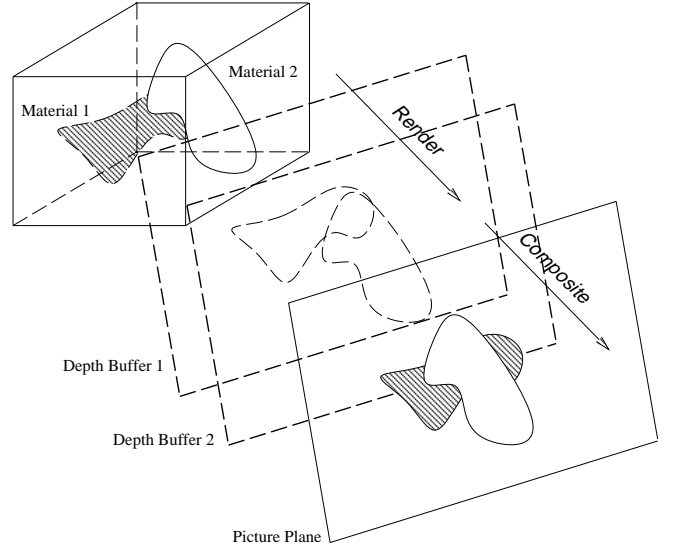 Material 2
Material 1
Render
Composite
Depth Buffer 1
Depth Buffer 2
Picture Plane